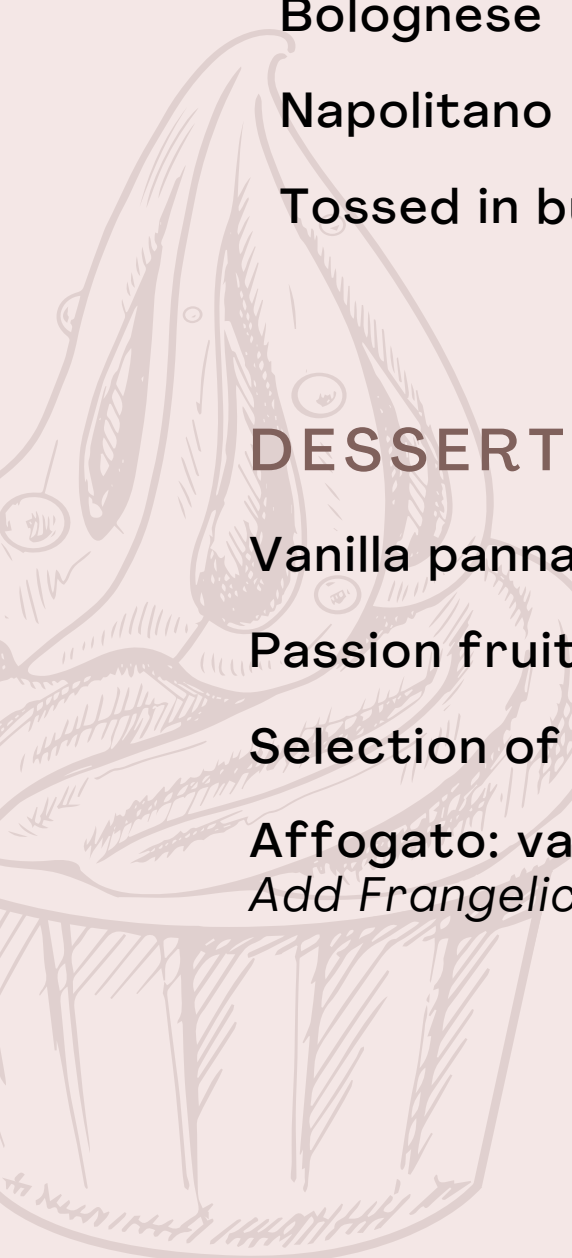 Bolognese
Napolitano
Tossed in bu
DESSERT
Vanilla panna
Passion fruit
Selection of
Affogato: va
Add Frangelic